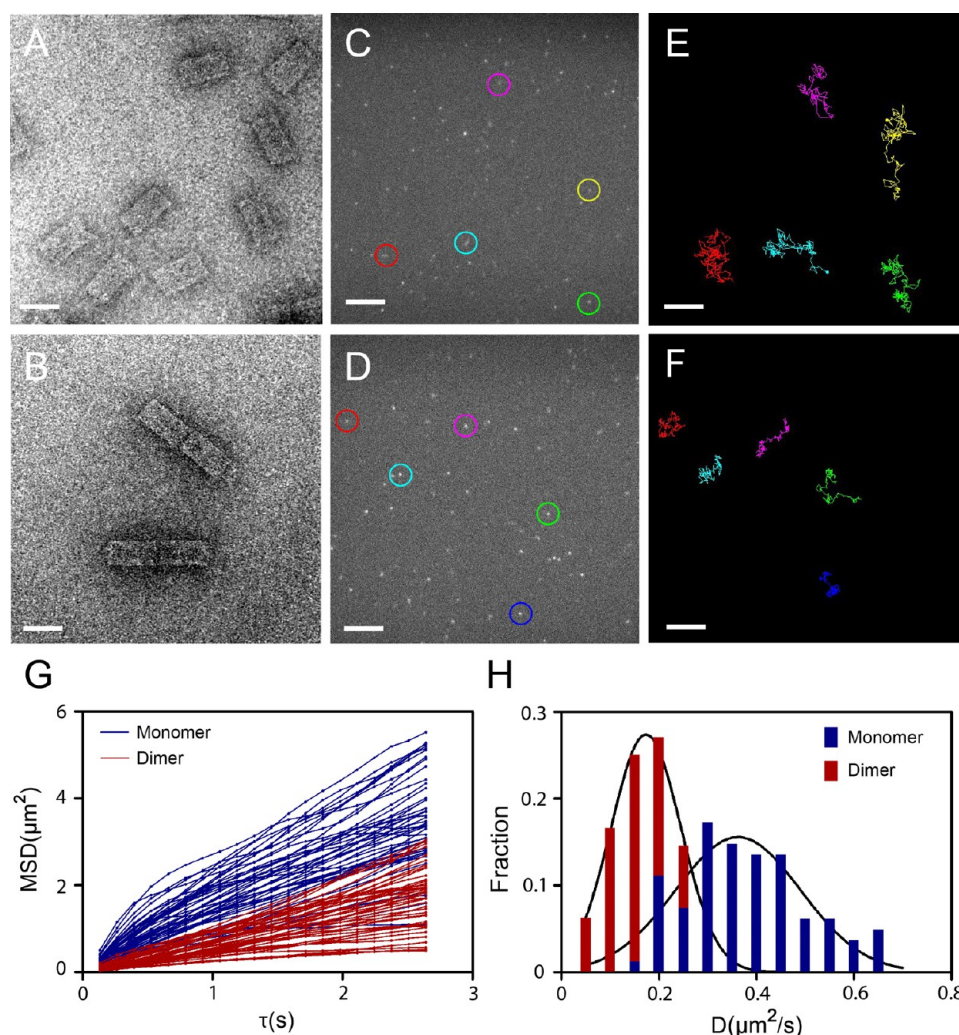 A
C
E
B
D
F
G
H
6
4
2
0
0
1
2
3
MSD(μm²)
τ(s)
Monomer
Dimer
0.3
0.2
0.1
0
0
0.2
0.4
0.6
0.8
Fraction
D(μm²/s)
Monomer
Dimer